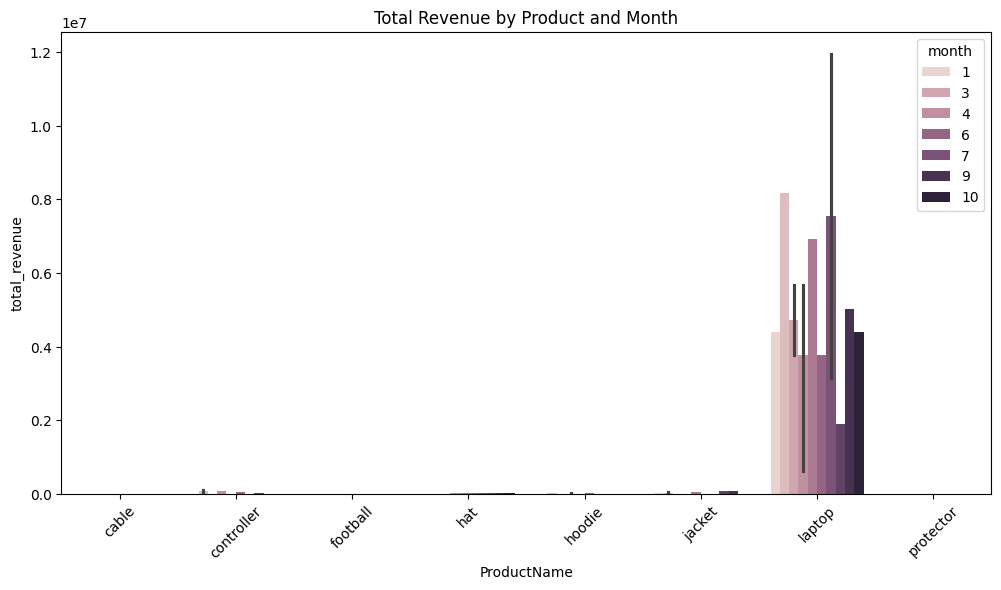 Total Revenue by Product and Month
1e7
1.2
1.0
0.8
0.6
0.4
0.2
0.0
total_revenue
month
1
3
4
6
7
9
10
cable
controller
football
hat
hoodie
jacket
laptop
protector
ProductName